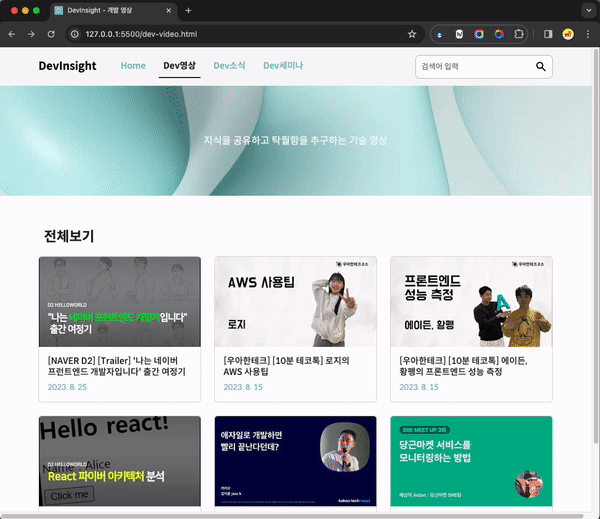 DevInsight - 개발 영상
127.0.0.1:5500/dev-video.html
DevInsight
Home
Dev영상
Dev소식
Dev세미나
검색어 입력
지식을 공유하고 탁월함을 추구하는 기술 영상
전체보기
D2 HELLOWORLD
"나는 네이버 프런트엔드 개발자입니다"
출간 여정기
[NAVER D2] [Trailer] '나는 네이버
프런트엔드 개발자입니다' 출간 여정기
2023. 8. 25
우아한테크코스
AWS 사용팁
로지
[우아한테크] [10분 테코톡] 로지의
AWS 사용팁
2023. 8. 15
우아한테크코스
프론트엔드
성능 측정
에이든, 황펭
[우아한테크] [10분 테코톡] 에이든,
황펭의 프론트엔드 성능 측정
2023. 8. 15
Hello react!
Name Alice
D2 HELLOWORLD
React 파이버 아키텍처 분석
Click me
애자일로 개발하면
빨리 끝난다던데?
kakao tech meet
SRE MEET UP 3회
당근마켓 서비스를
모니터링하는 방법